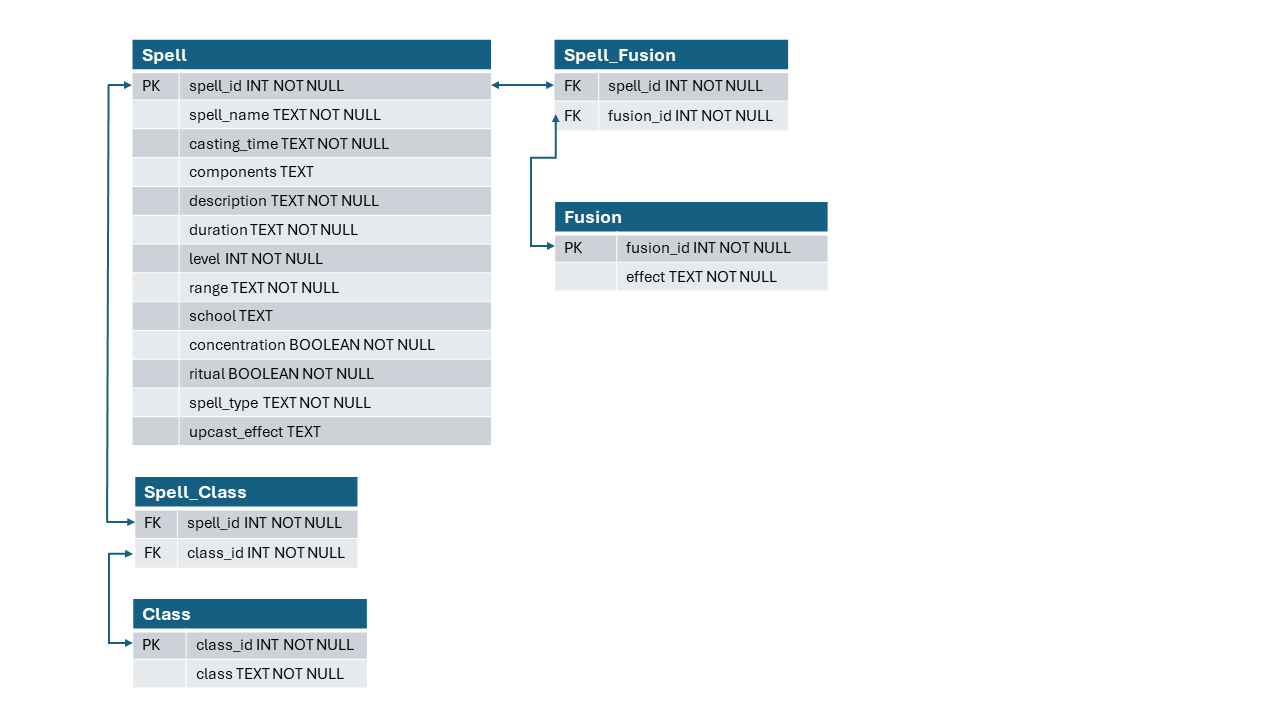 Spell
PK spell_id INT NOT NULL
spell_name TEXT NOT NULL
casting_time TEXT NOT NULL
components TEXT
description TEXT NOT NULL
duration TEXT NOT NULL
level INT NOT NULL
range TEXT NOT NULL
school TEXT
concentration BOOLEAN NOT NULL
ritual BOOLEAN NOT NULL
spell_type TEXT NOT NULL
upcast_effect TEXT
Spell_Fusion
FK spell_id INT NOT NULL
FK fusion_id INT NOT NULL
Fusion
PK fusion_id INT NOT NULL
effect TEXT NOT NULL
Spell_Class
FK spell_id INT NOT NULL
FK class_id INT NOT NULL
Class
PK class_id INT NOT NULL
class TEXT NOT NULL